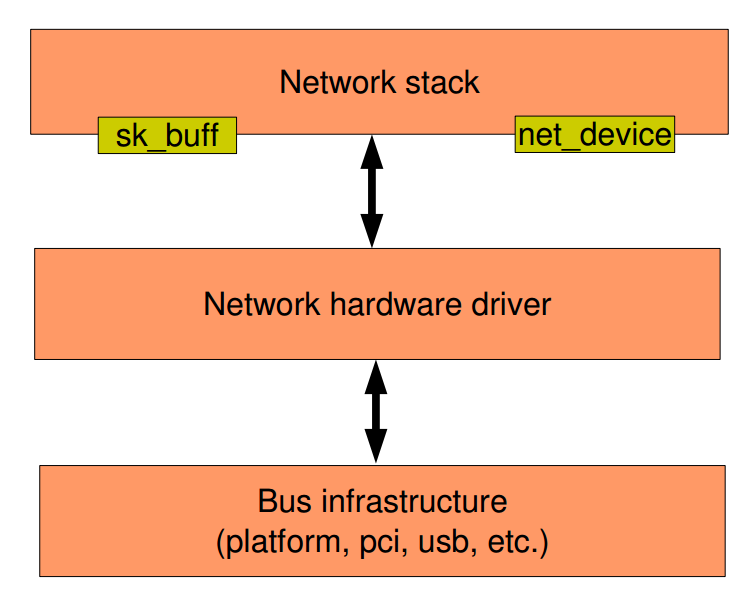 Network stack
sk_buff
net_device
Network hardware driver
Bus infrastructure
(platform, pci, usb, etc.)